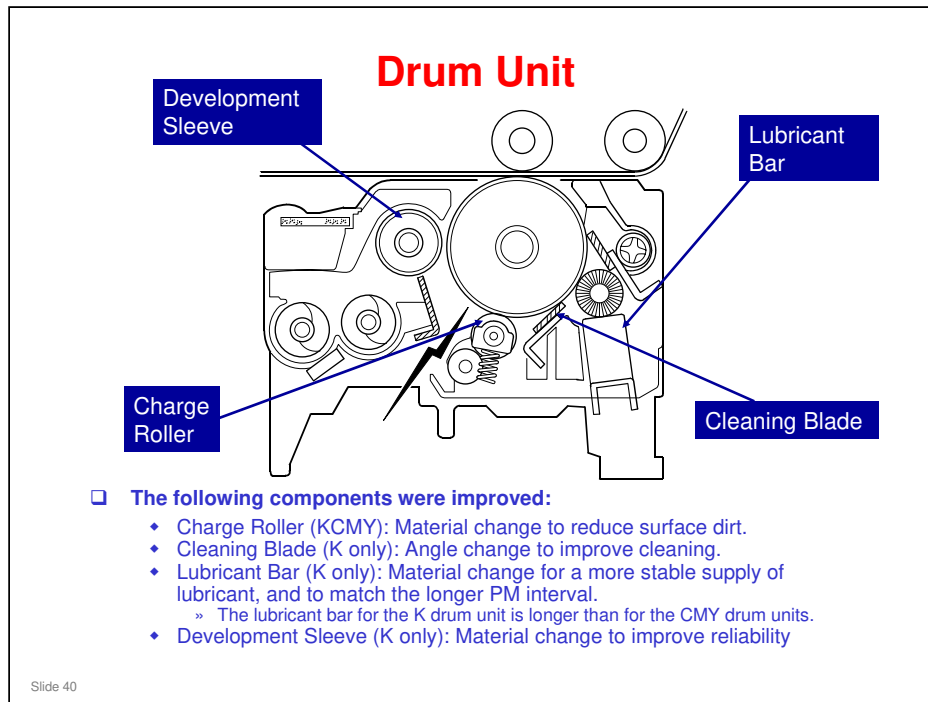 Drum Unit
Development
Sleeve
Lubricant
Bar
Charge
Roller
Cleaning Blade
❑ The following components were improved:
◆ Charge Roller (KCMY): Material change to reduce surface dirt.
◆ Cleaning Blade (K only): Angle change to improve cleaning.
◆ Lubricant Bar (K only): Material change for a more stable supply of
lubricant, and to match the longer PM interval.
» The lubricant bar for the K drum unit is longer than for the CMY drum units.
◆ Development Sleeve (K only): Material change to improve reliability
Slide 40